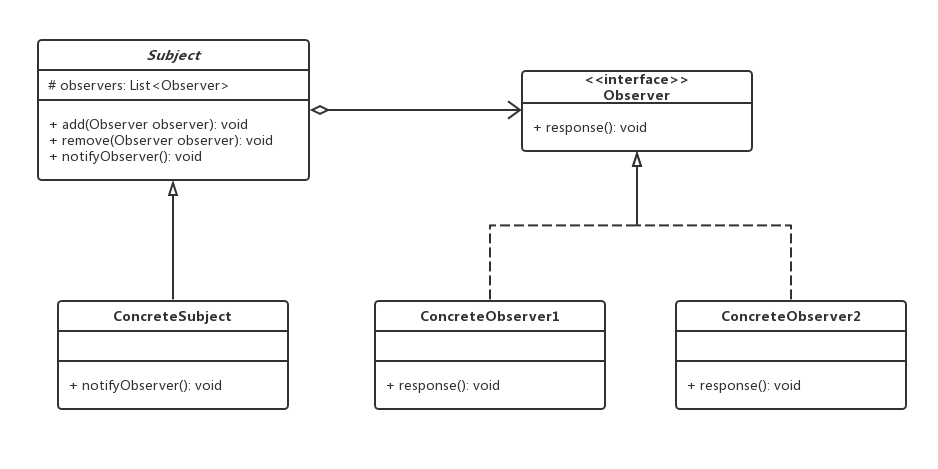 Subject
# observers: List<Observer>
+ add(Observer observer): void
+ remove(Observer observer): void
+ notifyObserver(): void
<<interface>>
Observer
+ response(): void
ConcreteSubject
+ notifyObserver(): void
ConcreteObserver1
+ response(): void
ConcreteObserver2
+ response(): void